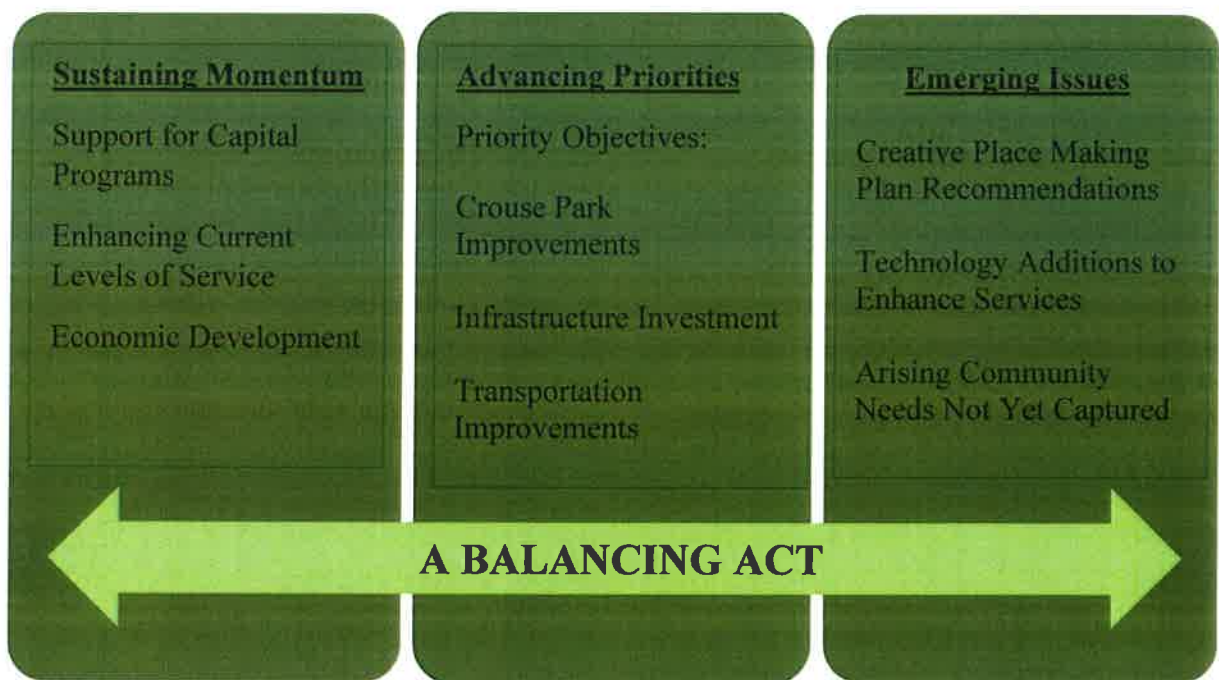 Sustaining Momentum
Support for Capital
Programs
Enhancing Current
Levels of Service
Economic Development
Advancing Priorities
Priority Objectives:
Crouse Park
Improvements
Infrastructure Investment
Transportation
Improvements
Emerging Issues
Creative Place Making
Plan Recommendations
Technology Additions to
Enhance Services
Arising Community
Needs Not Yet Captured
A BALANCING ACT